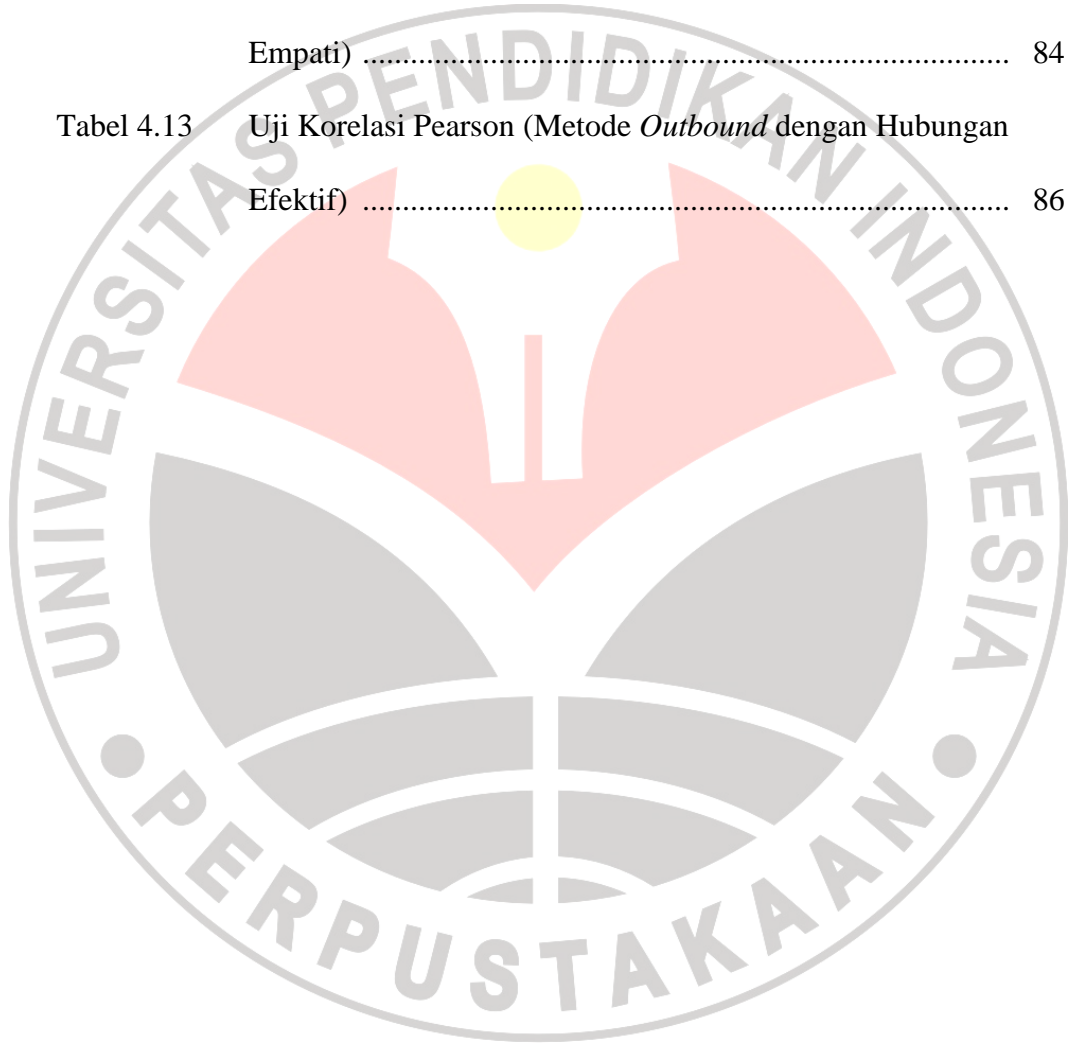 Empati) .................................................................................. 84
Tabel 4.13 Uji Korelasi Pearson (Metode Outbound dengan Hubungan
Efektif) .................................................................................. 86
UNIVERSITAS PENDIDIKAN INDONESIA
PERPUSTAKAAN